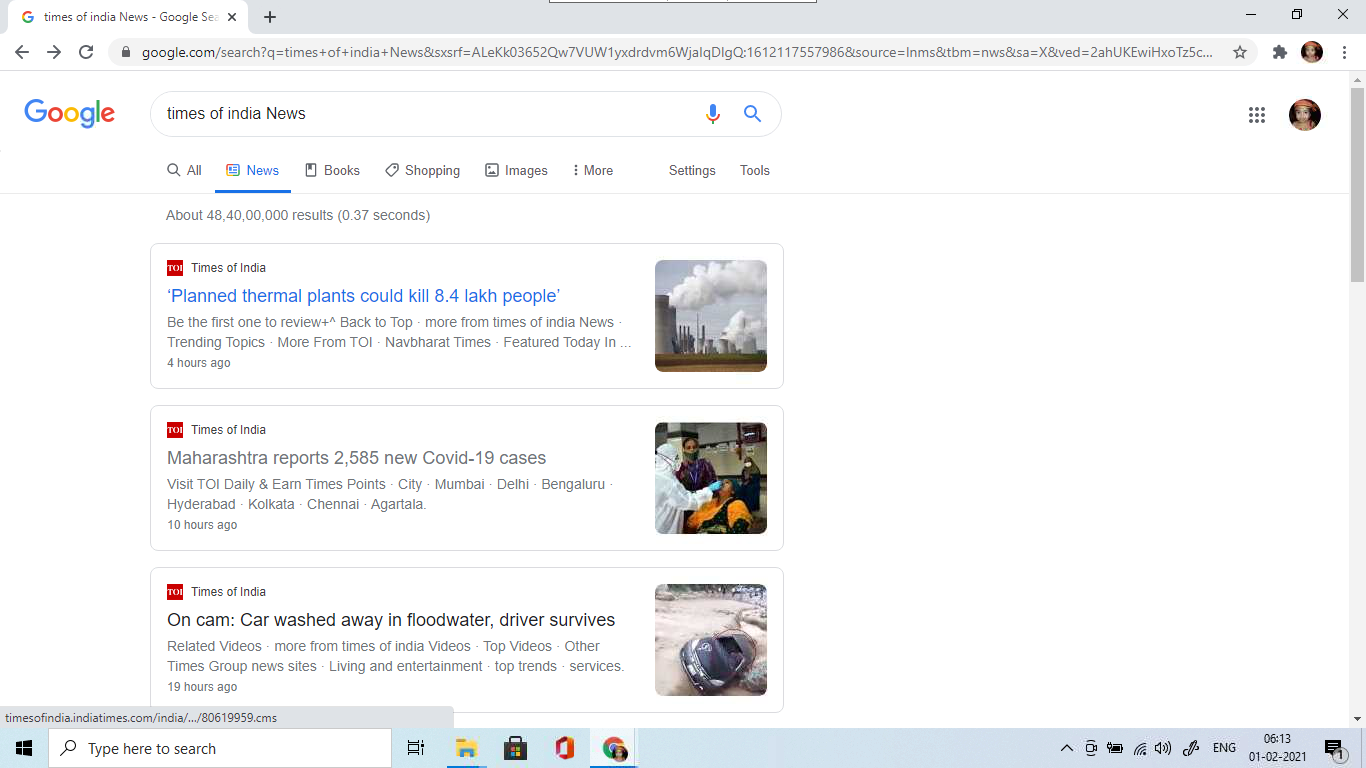 times of india News - Google Sea
google.com/search?q=times+of+india+News&sxsrf=ALeKk03652Qw7VUW1yxdrdvm6WjaIqDIgQ:1612117557986&source=lnms&tbm=nws&sa=X&ved=2ahUKEwiHxoTz5c...
Google
times of india News
All News Books Shopping Images More Settings Tools
About 48,40,00,000 results (0.37 seconds)
TOI Times of India
‘Planned thermal plants could kill 8.4 lakh people’
Be the first one to review+^ Back to Top · more from times of india News ·
Trending Topics · More From TOI · Navbharat Times · Featured Today In ...
4 hours ago
TOI Times of India
Maharashtra reports 2,585 new Covid-19 cases
Visit TOI Daily & Earn Times Points · City · Mumbai · Delhi · Bengaluru ·
Hyderabad · Kolkata · Chennai · Agartala.
10 hours ago
TOI Times of India
On cam: Car washed away in floodwater, driver survives
Related Videos · more from times of india Videos · Top Videos · Other
Times Group news sites · Living and entertainment · top trends · services.
19 hours ago
timesofindia.indiatimes.com/india/.../80619959.cms
Type here to search
ENG
06:13
01-02-2021
1